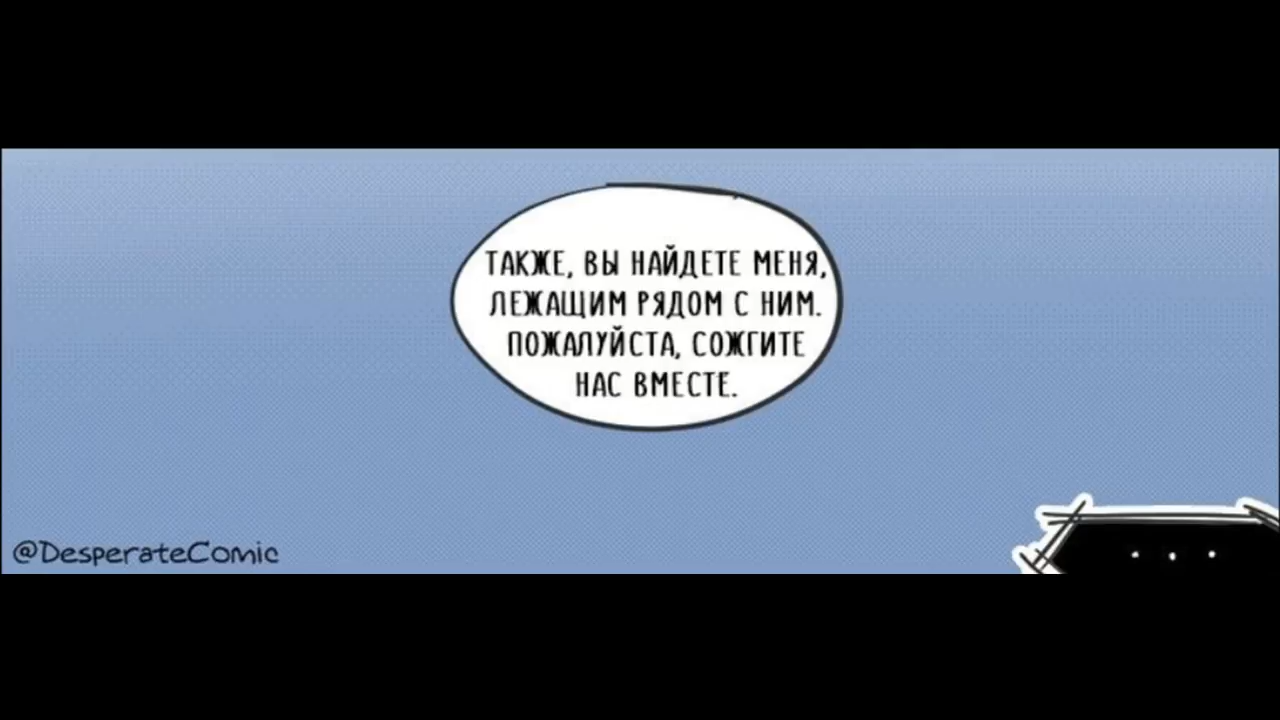 ТАКЖЕ, ВЫ НАЙДЕТЕ МЕНЯ,
ЛЕЖАЩИМ РЯДОМ С НИМ.
ПОЖАЛУЙСТА, СОЖГИТЕ
НАС ВМЕСТЕ.
@DesperateComic
...